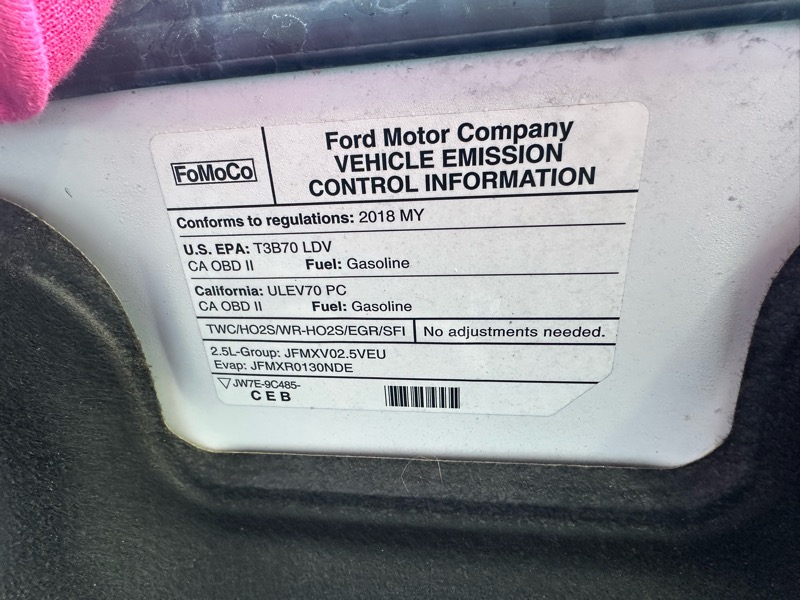 FoMoCo
Ford Motor Company
VEHICLE EMISSION
CONTROL INFORMATION
Conforms to regulations: 2018 MY
U.S. EPA: T3B70 LDV
CA OBD II Fuel: Gasoline
California: ULEV70 PC
CA OBD II Fuel: Gasoline
TWC/HO2S/WR-HO2S/EGR/SFI No adjustments needed.
2.5L-Group: JFMXV02.5VEU
Evap: JFMXR0130NDE
JW7E-9C485-
CEB